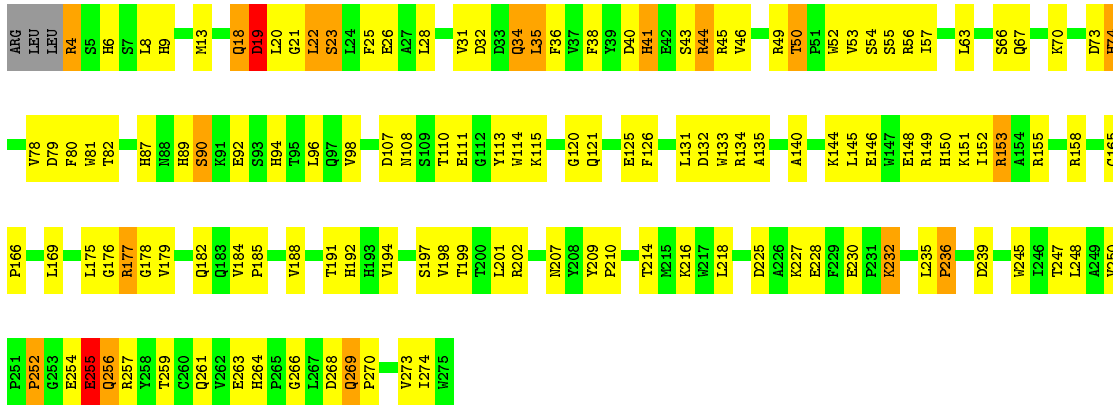 ARG LEU LEU R4 S5 H6 S7 L8 H9 M13 Q18 D19 L20 G21 L22 S23 L24 F25 E26 A27 L28 V31 D32 D33 Q34 L35 F36 V37 F38 Y39 D40 H41 E42 S43 R44 R45 V46 R49 T50 P51 W52 V53 S54 S55 R56 I57 L63 S66 Q67 K70 D73
V78 D79 F80 W81 T82 H87 N88 H89 S90 K91 E92 S93 H94 T95 L96 Q97 V98 D107 N108 S109 T110 E111 G112 Y113 W114 K115 G120 Q121 E125 F126 L131 D132 W133 R134 A135 A140 K144 L145 E146 W147 E148 R149 H150 K151 I152 R153 A154 R155 R158 G165
P166 L169 L175 G176 R177 G178 V179 Q182 Q183 V184 P185 V188 T191 H192 H193 V194 S197 V198 T199 T200 L201 R202 N207 Y208 Y209 P210 T214 M215 K216 W217 L218 D225 A226 K227 E228 F229 E230 P231 K232 L235 P236 D239 W245 I246 T247 L248 A249
P251 P252 G253 E254 E255 Q256 R257 Y258 T259 C260 Q261 V262 E263 H264 P265 G266 L267 D268 Q269 P270 V273 I274 W275